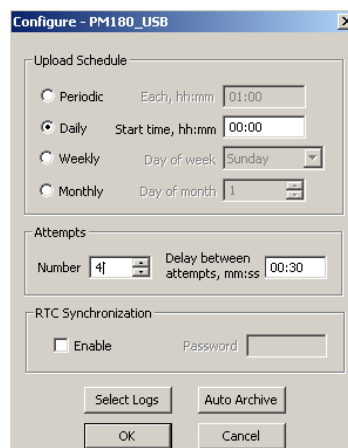 Configure - PM180_USB
Upload Schedule
Periodic Each, hh:mm 01:00
Daily Start time, hh:mm 00:00
Weekly Day of week Sunday
Monthly Day of month 1
Attempts
Number 4 Delay between attempts, mm:ss 00:30
RTC Synchronization
Enable Password
Select Logs Auto Archive
OK Cancel